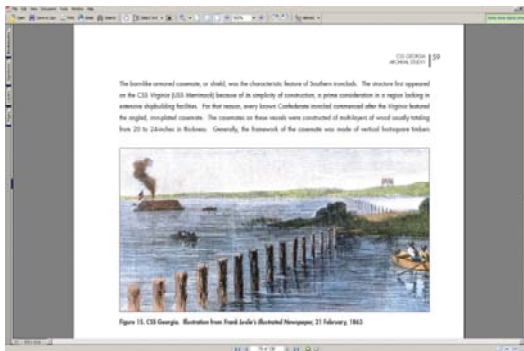 CSS GEORGIA
ARCHIVAL STUDY
59
The barn-like armored casemate, or shield, was the characteristic feature of Southern ironclads. The structure first appeared
on the CSS Virginia (USS Merrimack) because of its simplicity of construction, a prime consideration in a region lacking in
extensive shipbuilding facilities. For that reason, every known Confederate ironclad commenced after the Virginia featured
the angled, iron-plated casemate. The casemates on these vessels were constructed of multi-layers of wood usually totaling
from 20 to 24-inches in thickness. Generally, the framework of the casemate was made of vertical foot-square timbers
Figure 15. CSS Georgia. Illustration from Frank Leslie's Illustrated Newspaper, 21 February, 1863